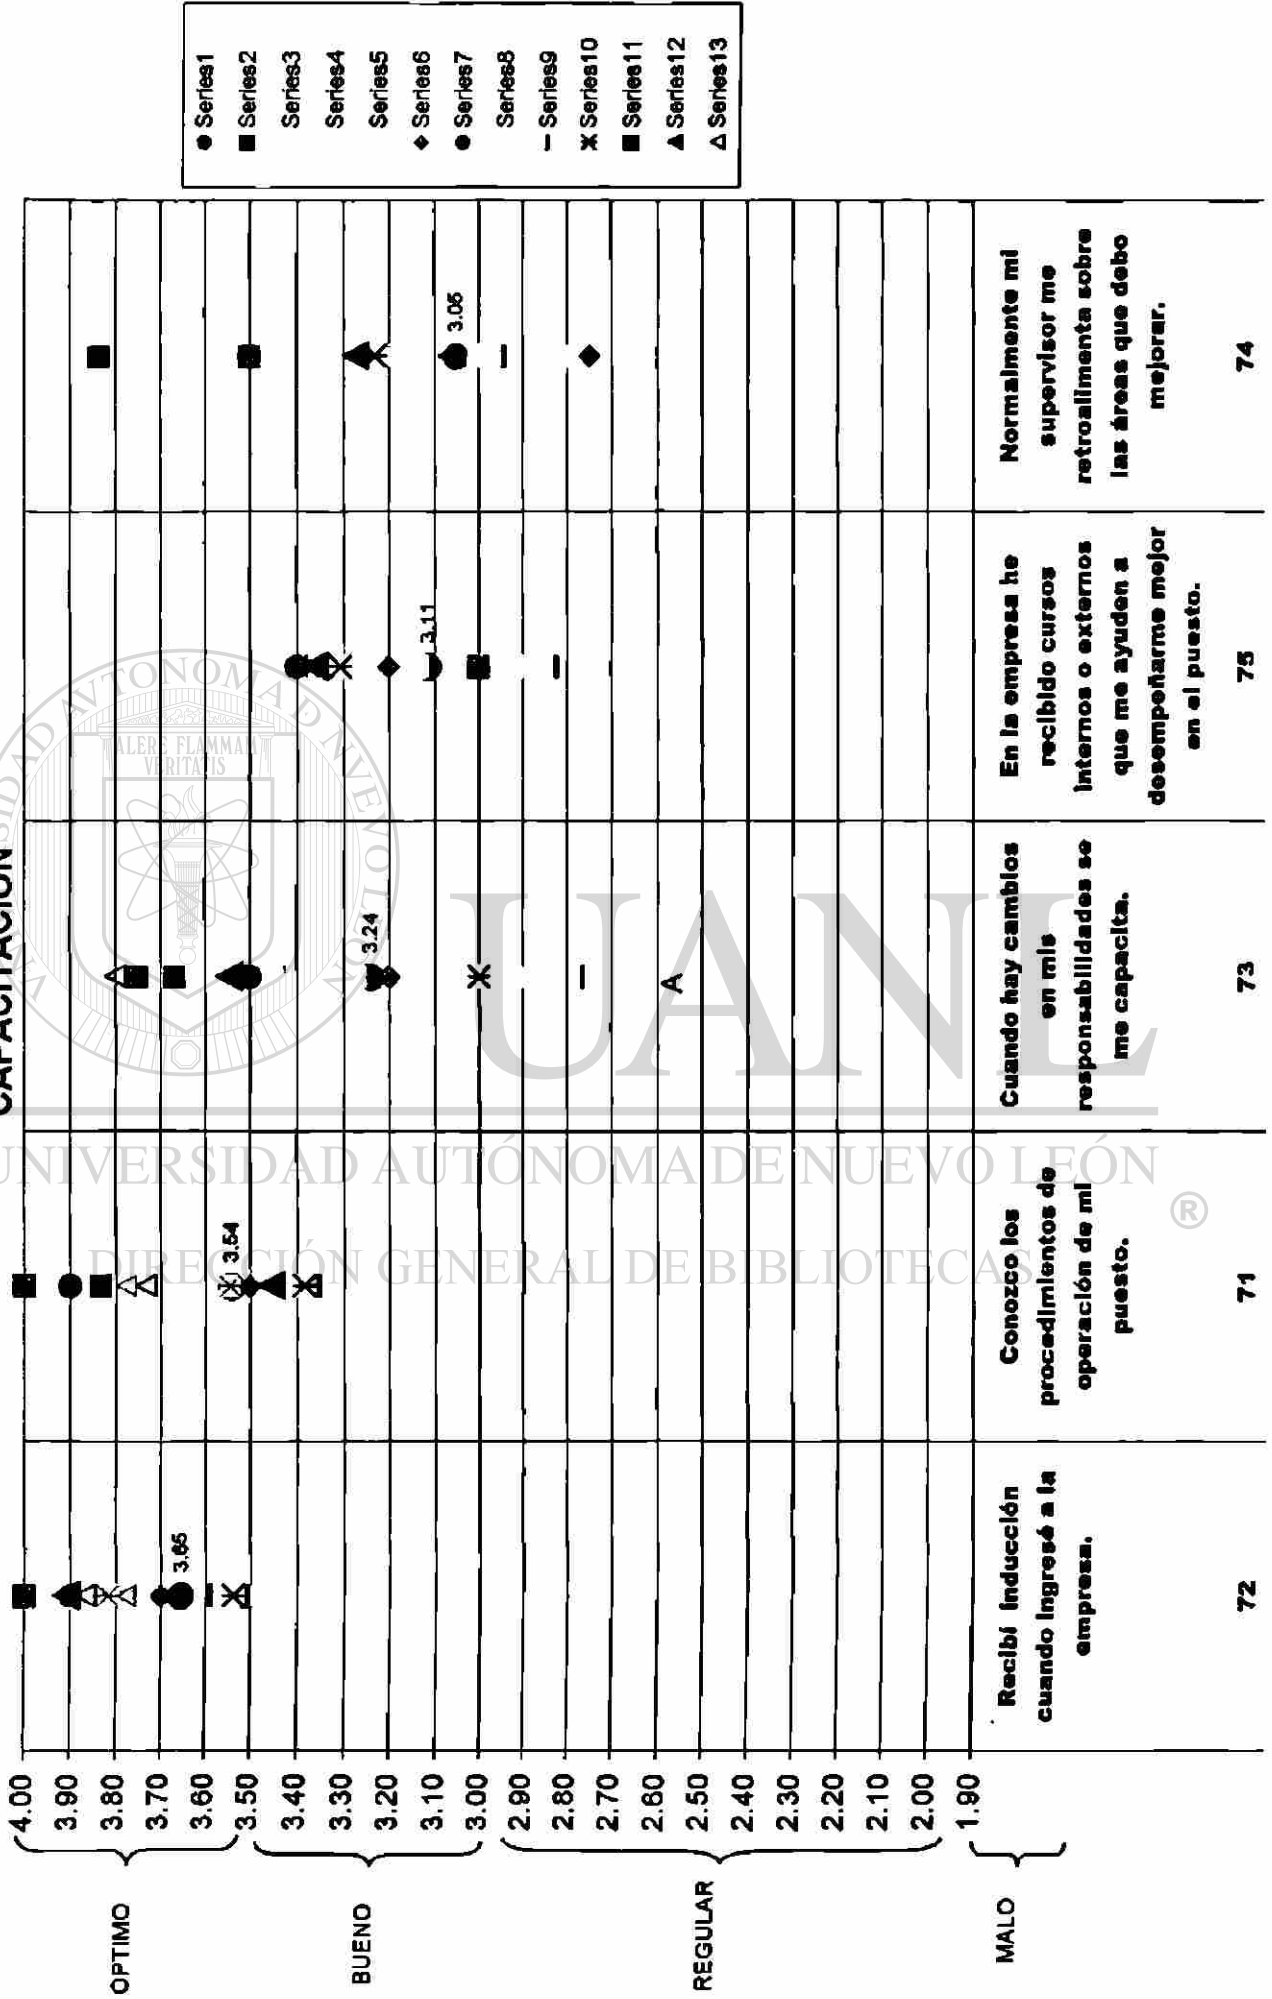 CAPACITACIÓN
OPTIMO
BUENO
REGULAR
MALO
4.00
3.90
3.80
3.70
3.60
3.50
3.40
3.30
3.20
3.10
3.00
2.90
2.80
2.70
2.60
2.50
2.40
2.30
2.20
2.10
2.00
1.90
3.65
3.54
3.24
3.11
3.05
A
Recibí inducción
cuando ingresé a la
empresa.
72
Conozco los
procedimientos de
operación de mi
puesto.
71
Cuando hay cambios
en mis
responsabilidades se
me capacita.
73
En la empresa he
recibido cursos
internos o externos
que me ayuden a
desempeñarme mejor
en el puesto.
75
Normalmente mi
supervisor me
retroalimenta sobre
las áreas que debo
mejorar.
74
Series1
Series2
Series3
Series4
Series5
Series6
Series7
Series8
Series9
Series10
Series11
Series12
Series13
ALERE FLAMMAM
VERITATIS
UANL
UNIVERSIDAD AUTÓNOMA DE NUEVO LEÓN
®
DIRECCIÓN GENERAL DE BIBLIOTECAS